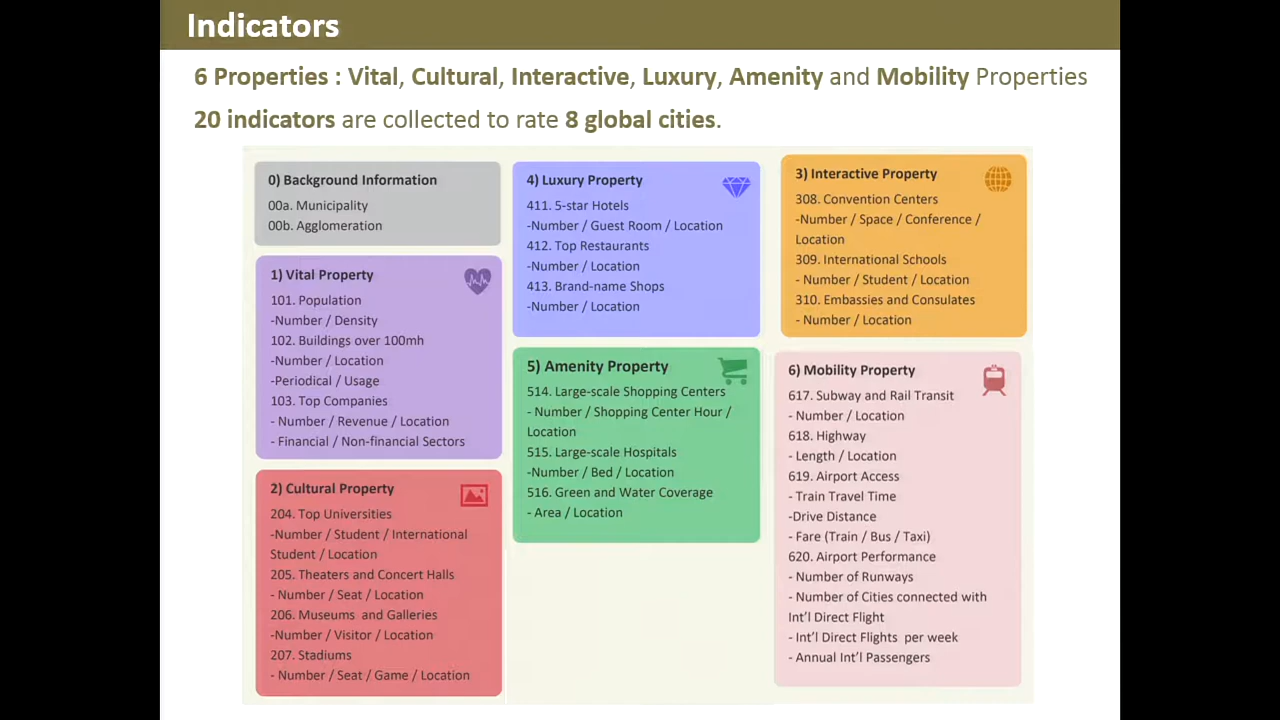 Indicators
6 Properties : Vital, Cultural, Interactive, Luxury, Amenity and Mobility Properties
20 indicators are collected to rate 8 global cities.
0) Background Information
00a. Municipality
00b. Agglomeration
1) Vital Property
101. Population
-Number / Density
102. Buildings over 100mh
-Number / Location
-Periodical / Usage
103. Top Companies
- Number / Revenue / Location
- Financial / Non-financial Sectors
2) Cultural Property
204. Top Universities
-Number / Student / International
Student / Location
205. Theaters and Concert Halls
- Number / Seat / Location
206. Museums and Galleries
-Number / Visitor / Location
207. Stadiums
- Number / Seat / Game / Location
4) Luxury Property
411. 5-star Hotels
-Number / Guest Room / Location
412. Top Restaurants
-Number / Location
413. Brand-name Shops
-Number / Location
5) Amenity Property
514. Large-scale Shopping Centers
- Number / Shopping Center Hour /
Location
515. Large-scale Hospitals
-Number / Bed / Location
516. Green and Water Coverage
- Area / Location
3) Interactive Property
308. Convention Centers
-Number / Space / Conference /
Location
309. International Schools
- Number / Student / Location
310. Embassies and Consulates
- Number / Location
6) Mobility Property
617. Subway and Rail Transit
- Number / Location
618. Highway
- Length / Location
619. Airport Access
- Train Travel Time
-Drive Distance
- Fare (Train / Bus / Taxi)
620. Airport Performance
- Number of Runways
- Number of Cities connected with
Int'l Direct Flight
- Int'l Direct Flights per week
- Annual Int'l Passengers